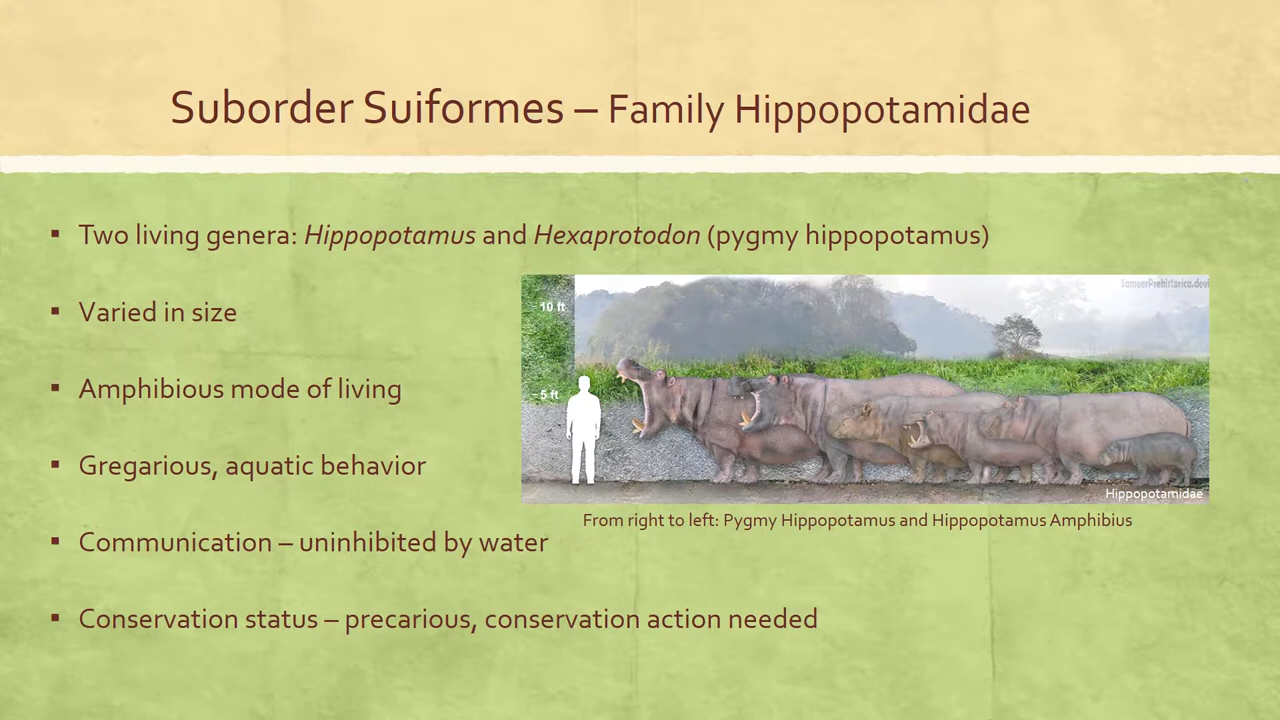 Suborder Suiformes – Family Hippopotamidae
▪ Two living genera: Hippopotamus and Hexaprotodon (pygmy hippopotamus)
▪ Varied in size
▪ Amphibious mode of living
▪ Gregarious, aquatic behavior
▪ Communication – uninhibited by water
▪ Conservation status – precarious, conservation action needed
SameerPrehistorica.devi
10 ft
5 ft
Hippopotamidae
From right to left: Pygmy Hippopotamus and Hippopotamus Amphibius